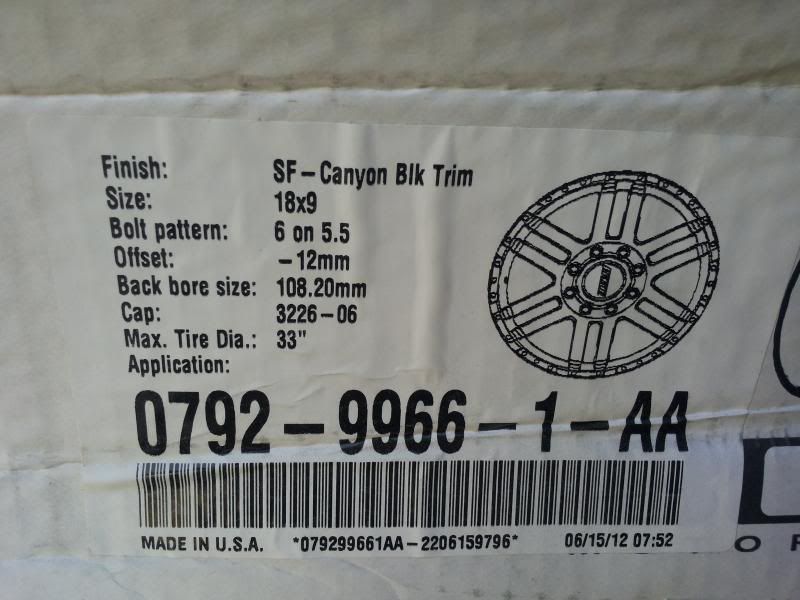 Finish: SF-Canyon Blk Trim
Size: 18x9
Bolt pattern: 6 on 5.5
Offset: -12mm
Back bore size: 108.20mm
Cap: 3226-06
Max. Tire Dia.: 33"
Application:
0792-9966-1-AA
MADE IN U.S.A. *079299661AA-2206159796* 06/15/12 07:52